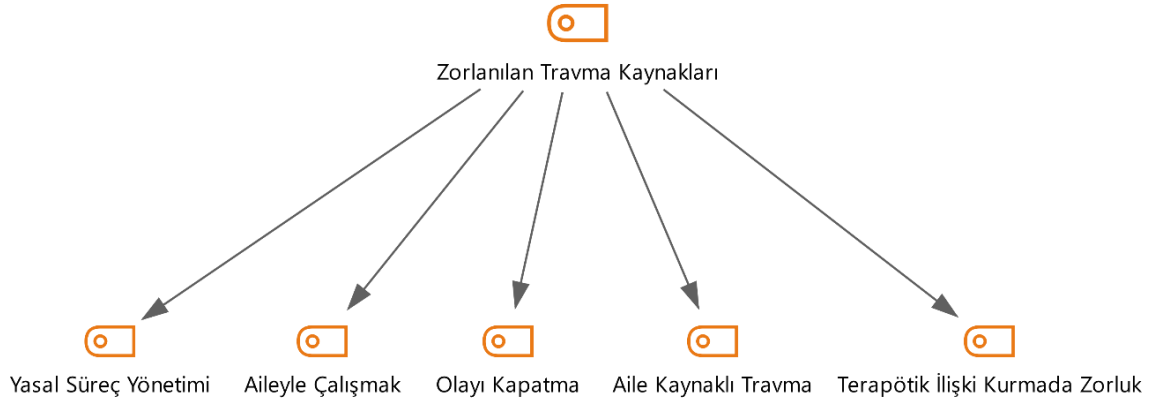 Zorlanılan Travma Kaynakları
Yasal Süreç Yönetimi
Aileyle Çalışmak
Olayı Kapatma
Aile Kaynaklı Travma
Terapötik İlişki Kurmada Zorluk